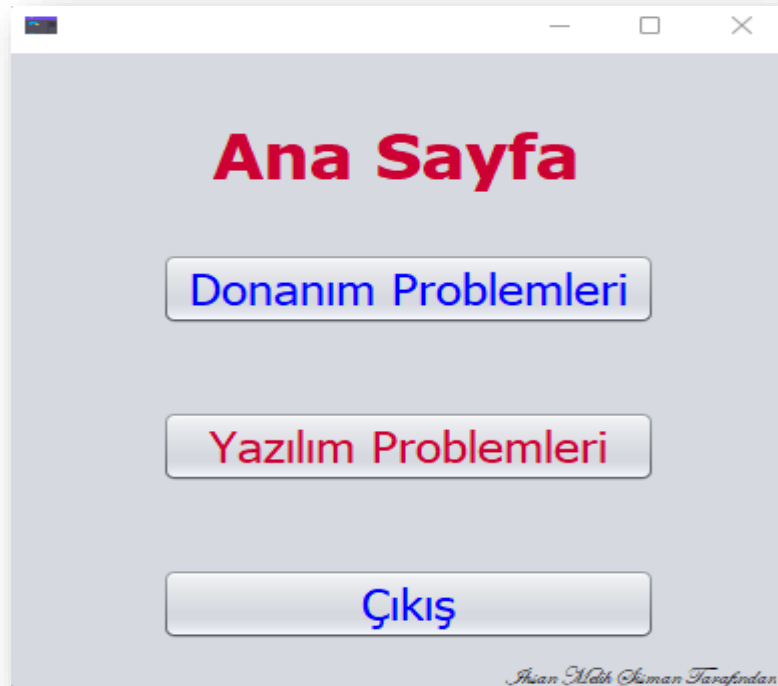 Ana Sayfa
Donanım Problemleri
Yazılım Problemleri
Çıkış
İhsan Melih Şişman Tarafından